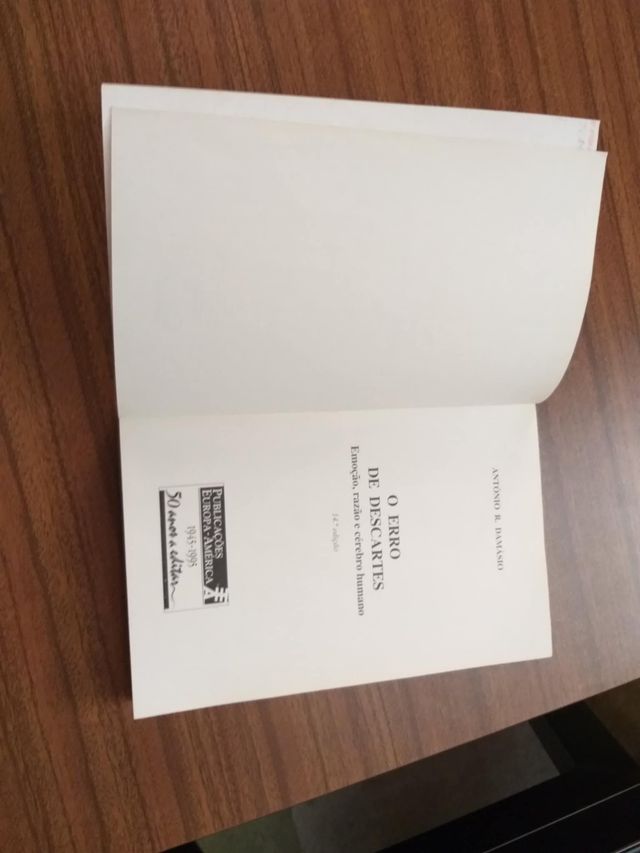 ANTÓNIO R. DAMÁSIO
O ERRO
DE DESCARTES
Emoção, razão e cérebro humano
14.ª edição
PUBLICAÇÕES
EUROPA-AMÉRICA
1945-1995
50 anos a editar